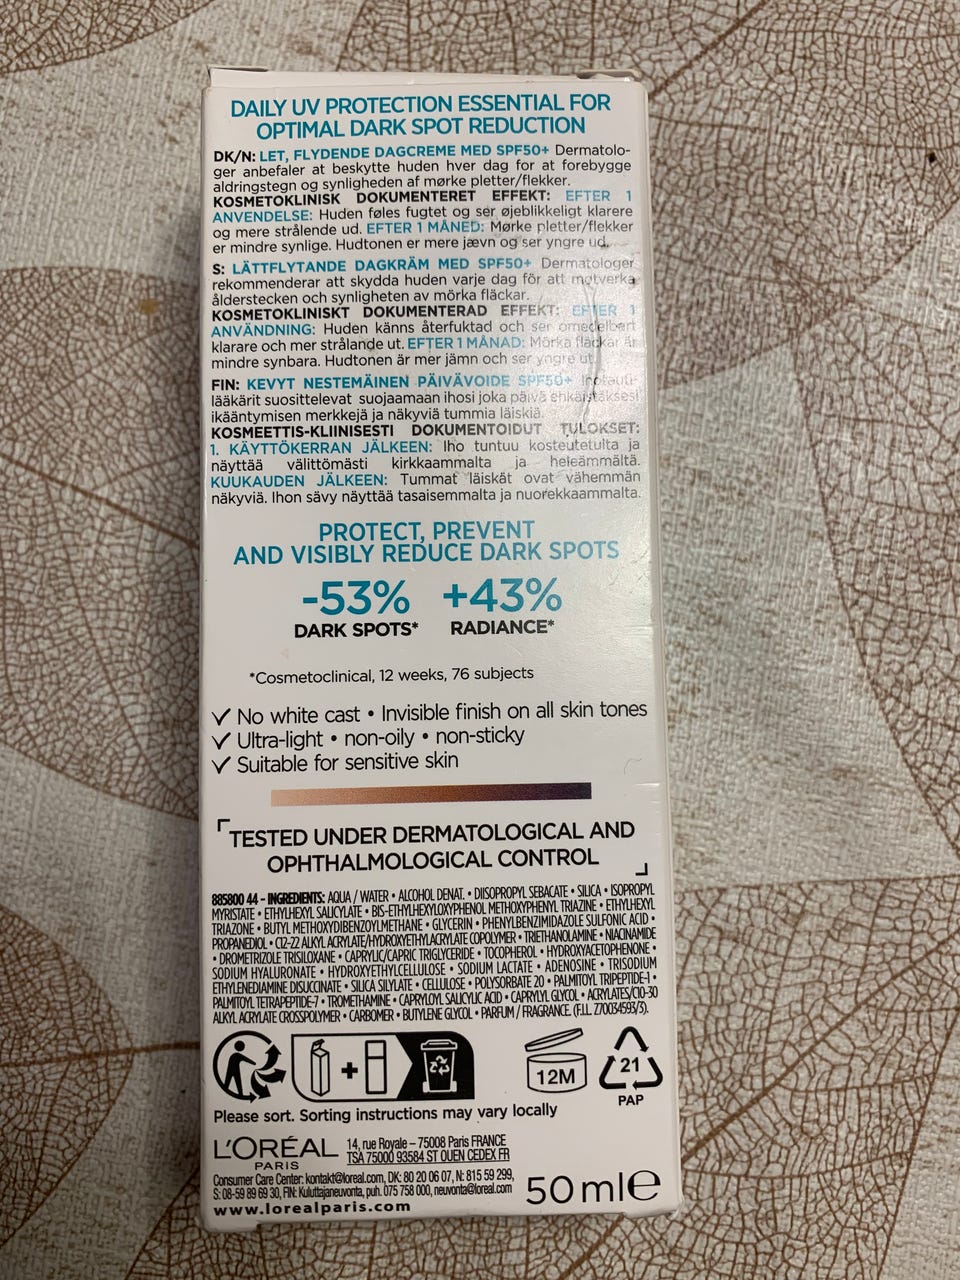 DAILY UV PROTECTION ESSENTIAL FOR
OPTIMAL DARK SPOT REDUCTION
DK/N: LET, FLYDENDE DAGCREME MED SPF50+ Dermatolo-
ger anbefaler at beskytte huden hver dag for at forebygge
aldringstegn og synligheden af mørke pletter/flekker.
KOSMETOKLINISK DOKUMENTERET EFFEKT: EFTER 1
ANVENDELSE: Huden føles fugtet og ser øjeblikkeligt klarere
og mere strålende ud. EFTER 1 MÅNED: Mørke pletter/flekker
er mindre synlige. Hudtonen er mere jævn og ser yngre ud.
S: LÄTTFLYTANDE DAGKRÄM MED SPF50+ Dermatologer
rekommenderar att skydda huden varje dag för att motverka
ålderstecken och synligheten av mörka fläckar.
KOSMETOKLINISKT DOKUMENTERAD EFFEKT: EFTER 1
ANVÄNDNING: Huden känns återfuktad och ser omedelbart
klarare och mer strålande ut. EFTER 1 MÅNAD: Mörka fläckar är
mindre synbara. Hudtonen är mer jämn och ser yngre ut.
FIN: KEVYT NESTEMÄINEN PÄIVÄVOIDE SPF50+ Ihotauti-
lääkärit suosittelevat suojaamaan ihosi joka päivä ehkäistäksesi
ikääntymisen merkkejä ja näkyviä tummia läiskiä.
KOSMEETTIS-KLIINISESTI DOKUMENTOIDUT TULOKSET:
1. KÄYTTÖKERRAN JÄLKEEN: Iho tuntuu kosteutetulta ja
näyttää välittömästi kirkkaammalta ja heleämmältä.
KUUKAUDEN JÄLKEEN: Tummat läiskät ovat vähemmän
näkyviä. Ihon sävy näyttää tasaisemmalta ja nuorekkaammalta.
PROTECT, PREVENT
AND VISIBLY REDUCE DARK SPOTS
-53% +43%
DARK SPOTS* RADIANCE*
*Cosmetoclinical, 12 weeks, 76 subjects
✓ No white cast • Invisible finish on all skin tones
✓ Ultra-light • non-oily • non-sticky
✓ Suitable for sensitive skin
TESTED UNDER DERMATOLOGICAL AND
OPHTHALMOLOGICAL CONTROL
885800 44 - INGREDIENTS: AQUA / WATER • ALCOHOL DENAT. • DIISOPROPYL SEBACATE • SILICA • ISOPROPYL
MYRISTATE • ETHYLHEXYL SALICYLATE • BIS-ETHYLHEXYLOXYPHENOL METHOXYPHENYL TRIAZINE • ETHYLHEXYL
TRIAZONE • BUTYL METHOXYDIBENZOYLMETHANE • GLYCERIN • PHENYLBENZIMIDAZOLE SULFONIC ACID •
PROPANEDIOL • C12-22 ALKYL ACRYLATE/HYDROXYETHYLACRYLATE COPOLYMER • TRIETHANOLAMINE • NIACINAMIDE
• DROMETRIZOLE TRISILOXANE • CAPRYLIC/CAPRIC TRIGLYCERIDE • TOCOPHEROL • HYDROXYACETOPHENONE •
SODIUM HYALURONATE • HYDROXYETHYLCELLULOSE • SODIUM LACTATE • ADENOSINE • TRISODIUM
ETHYLENEDIAMINE DISUCCINATE • SILICA SILYLATE • CELLULOSE • POLYSORBATE 20 • PALMITOYL TRIPEPTIDE-1 •
PALMITOYL TETRAPEPTIDE-7 • TROMETHAMINE • CAPRYLOYL SALICYLIC ACID • CAPRYLYL GLYCOL • ACRYLATES/C10-30
ALKYL ACRYLATE CROSSPOLYMER • CARBOMER • BUTYLENE GLYCOL • PARFUM / FRAGRANCE. (F.I.L. Z70034593/3).
12M
21
PAP
Please sort. Sorting instructions may vary locally
L'ORÉAL
PARIS
14, rue Royale – 75008 Paris FRANCE
TSA 75000 93584 ST OUEN CEDEX FR
Consumer Care Center: kontakt@loreal.com, DK: 80 20 06 07, N: 815 59 299,
S: 08-59 89 69 30, FIN: Kuluttajaneuvonta, puh. 075 758 000, neuvonta@loreal.com
www.lorealparis.com
50 ml e